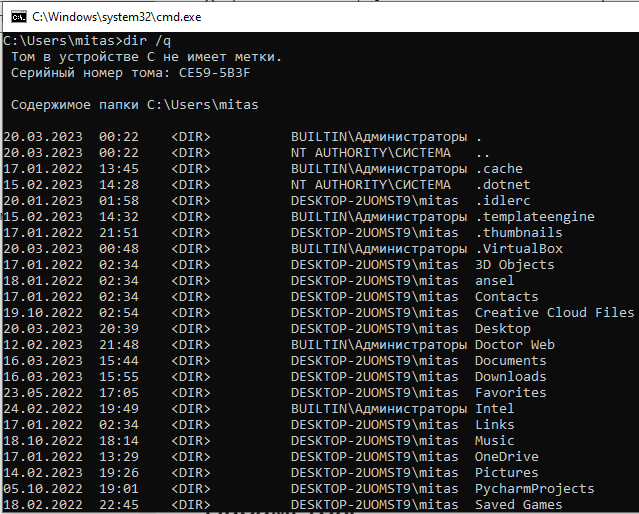 C:\Windows\system32\cmd.exe
C:\Users\mitas>dir /q
Том в устройстве C не имеет метки.
Серийный номер тома: CE59-5B3F
Содержимое папки C:\Users\mitas
20.03.2023  00:22    <DIR>          BUILTIN\Администраторы .
20.03.2023  00:22    <DIR>          NT AUTHORITY\СИСТЕМА   ..
17.01.2022  13:45    <DIR>          BUILTIN\Администраторы .cache
15.02.2023  14:28    <DIR>          NT AUTHORITY\СИСТЕМА   .dotnet
20.01.2023  01:58    <DIR>          DESKTOP-2UOMST9\mitas  .idlerc
15.02.2023  14:32    <DIR>          BUILTIN\Администраторы .templateengine
17.01.2022  21:51    <DIR>          DESKTOP-2UOMST9\mitas  .thumbnails
20.03.2023  00:48    <DIR>          BUILTIN\Администраторы .VirtualBox
17.01.2022  02:34    <DIR>          DESKTOP-2UOMST9\mitas  3D Objects
18.01.2022  02:34    <DIR>          DESKTOP-2UOMST9\mitas  ansel
17.01.2022  02:34    <DIR>          DESKTOP-2UOMST9\mitas  Contacts
19.10.2022  02:54    <DIR>          DESKTOP-2UOMST9\mitas  Creative Cloud Files
20.03.2023  20:39    <DIR>          DESKTOP-2UOMST9\mitas  Desktop
12.02.2023  21:48    <DIR>          BUILTIN\Администраторы Doctor Web
16.03.2023  15:44    <DIR>          DESKTOP-2UOMST9\mitas  Documents
16.03.2023  15:55    <DIR>          DESKTOP-2UOMST9\mitas  Downloads
23.05.2022  17:05    <DIR>          DESKTOP-2UOMST9\mitas  Favorites
24.02.2022  19:49    <DIR>          BUILTIN\Администраторы Intel
17.01.2022  02:34    <DIR>          DESKTOP-2UOMST9\mitas  Links
18.10.2022  18:14    <DIR>          DESKTOP-2UOMST9\mitas  Music
17.01.2022  13:29    <DIR>          DESKTOP-2UOMST9\mitas  OneDrive
14.02.2023  19:26    <DIR>          DESKTOP-2UOMST9\mitas  Pictures
05.10.2022  19:01    <DIR>          DESKTOP-2UOMST9\mitas  PycharmProjects
18.02.2022  22:45    <DIR>          DESKTOP-2UOMST9\mitas  Saved Games